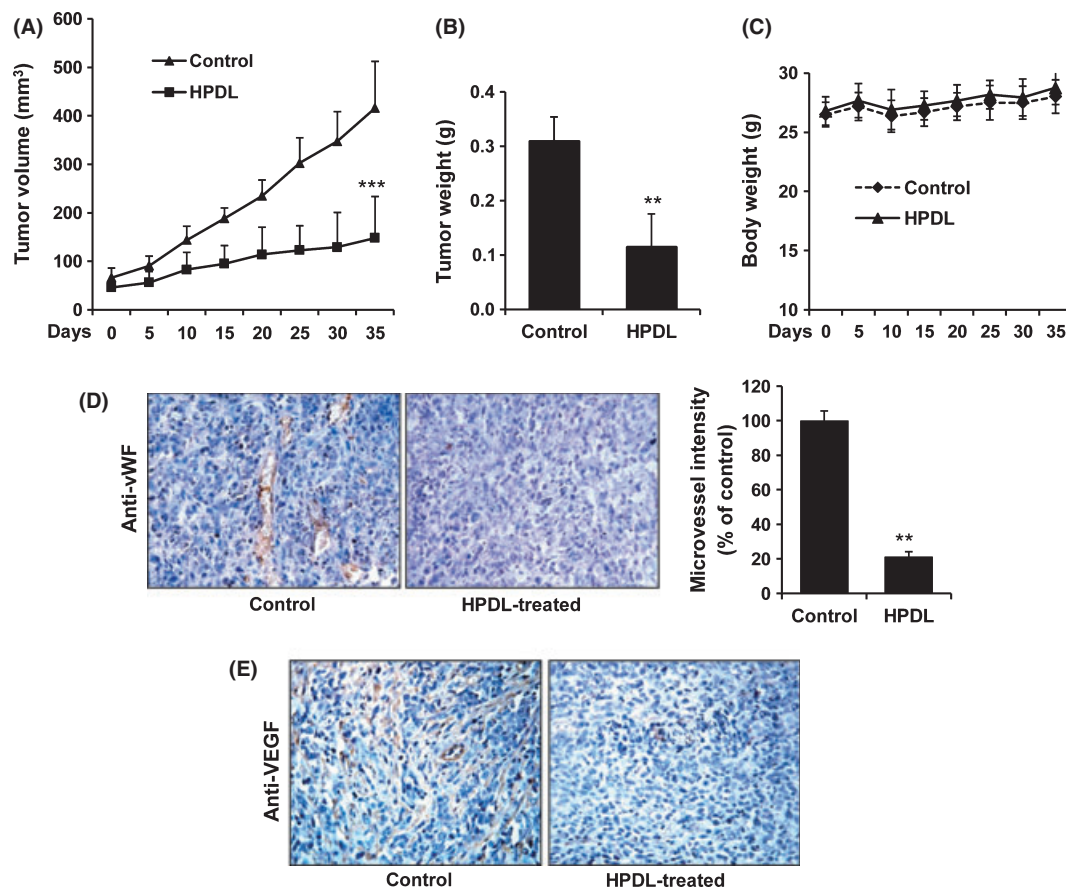 (A)
Tumor volume (mm³)
600
500
400
300
200
100
0
Control
HPDL
***
Days 0 5 10 15 20 25 30 35
(B)
Tumor weight (g)
0.4
0.3
0.2
0.1
0.0
**
Control HPDL
(C)
Body weight (g)
30
25
20
15
10
Control
HPDL
Days 0 5 10 15 20 25 30 35
(D)
Anti-vWF
Control HPDL-treated
Microvessel intensity
(% of control)
120
100
80
60
40
20
0
**
Control HPDL
(E)
Anti-VEGF
Control HPDL-treated